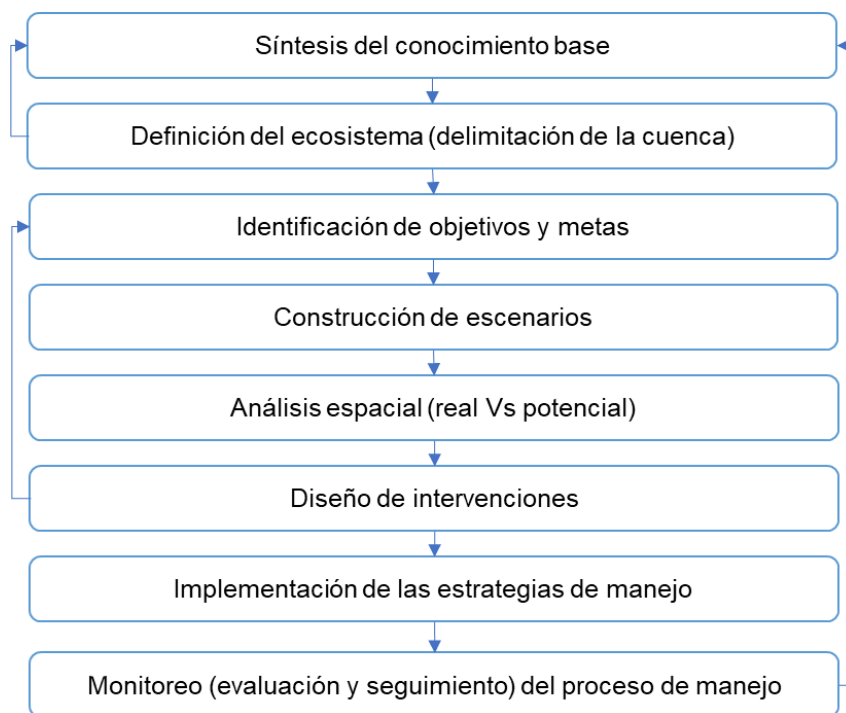 Síntesis del conocimiento base
Definición del ecosistema (delimitación de la cuenca)
Identificación de objetivos y metas
Construcción de escenarios
Análisis espacial (real Vs potencial)
Diseño de intervenciones
Implementación de las estrategias de manejo
Monitoreo (evaluación y seguimiento) del proceso de manejo